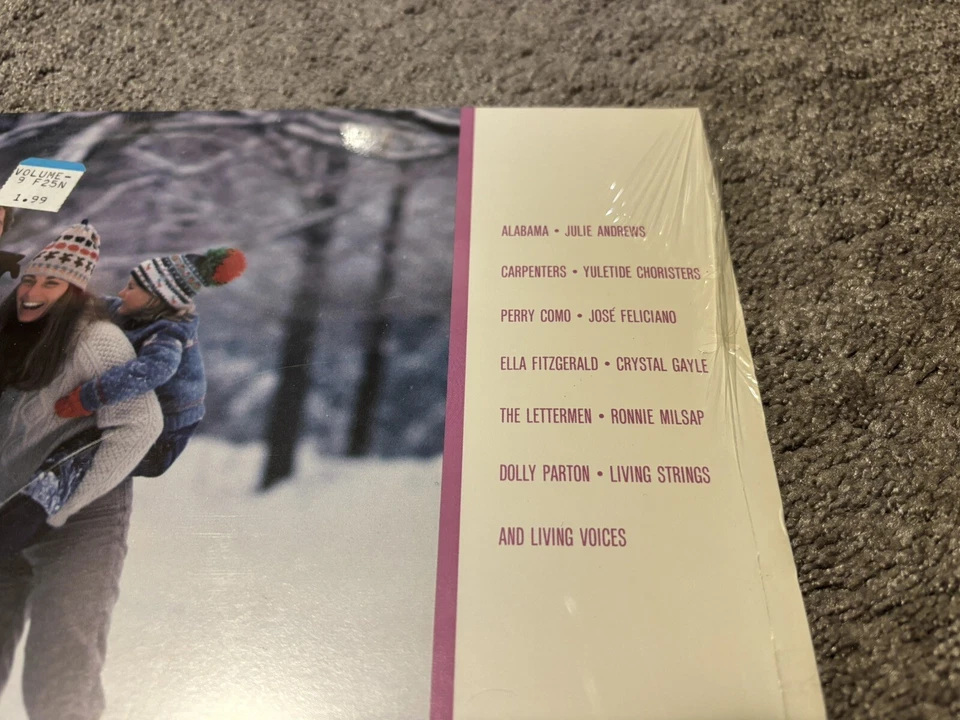 VOLUME-
9 F25N
1.99
ALABAMA • JULIE ANDREWS
CARPENTERS • YULETIDE CHORISTERS
PERRY COMO • JOSÉ FELICIANO
ELLA FITZGERALD • CRYSTAL GAYLE
THE LETTERMEN • RONNIE MILSAP
DOLLY PARTON • LIVING STRINGS
AND LIVING VOICES